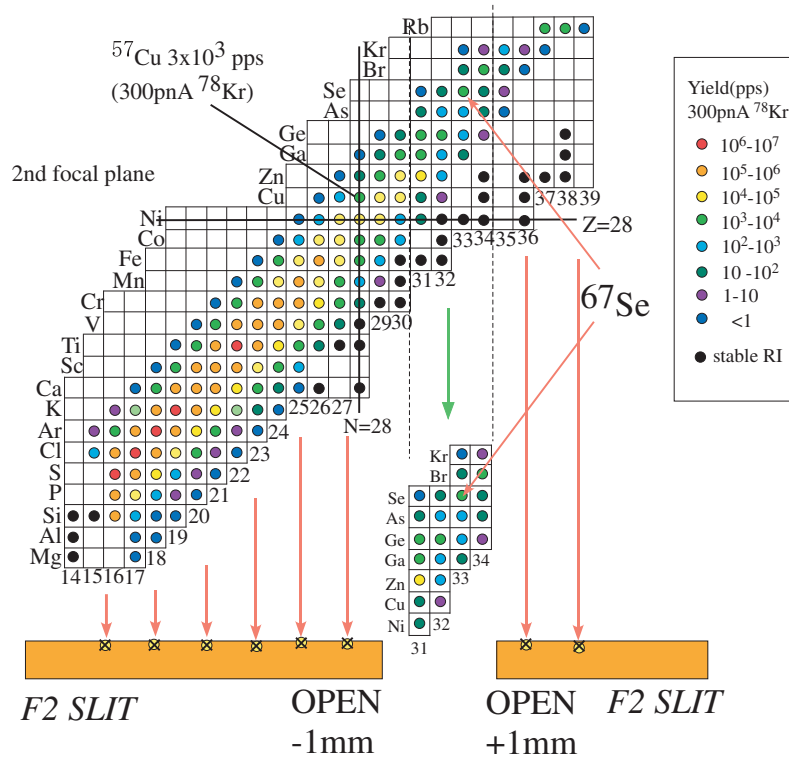 ⁵⁷Cu 3x10³ pps
(300pnA ⁷⁸Kr)
2nd focal plane
Rb
Kr
Br
Se
As
Ge
Ga
Zn
Cu
Ni
Co
Fe
Mn
Cr
V
Ti
Sc
Ca
K
Ar
Cl
S
P
Si
Al
Mg
14 15 16 17
18
19
20
21
22
23
24
25 26 27
N=28
29 30
31 32
33 34 35 36
37 38 39
Z=28
⁶⁷Se
Yield(pps)
300pnA ⁷⁸Kr
10⁶-10⁷
10⁵-10⁶
10⁴-10⁵
10³-10⁴
10²-10³
10 -10²
1-10
<1
stable RI
Kr
Br
Se
As
Ge
Ga
Zn
Cu
Ni
31
32
33
34
F2 SLIT
OPEN
-1mm
OPEN
+1mm
F2 SLIT